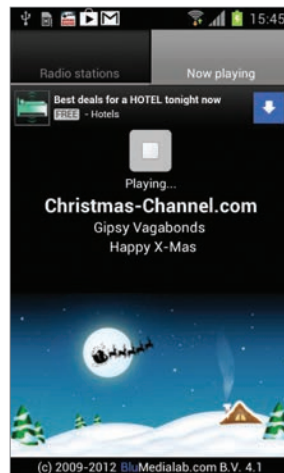 15:45
Radio stations
Now playing
Best deals for a HOTEL tonight now
FREE - Hotels
Playing...
Christmas-Channel.com
Gipsy Vagabonds
Happy X-Mas
(c) 2009-2012 BluMedialab.com B.V. 4.1